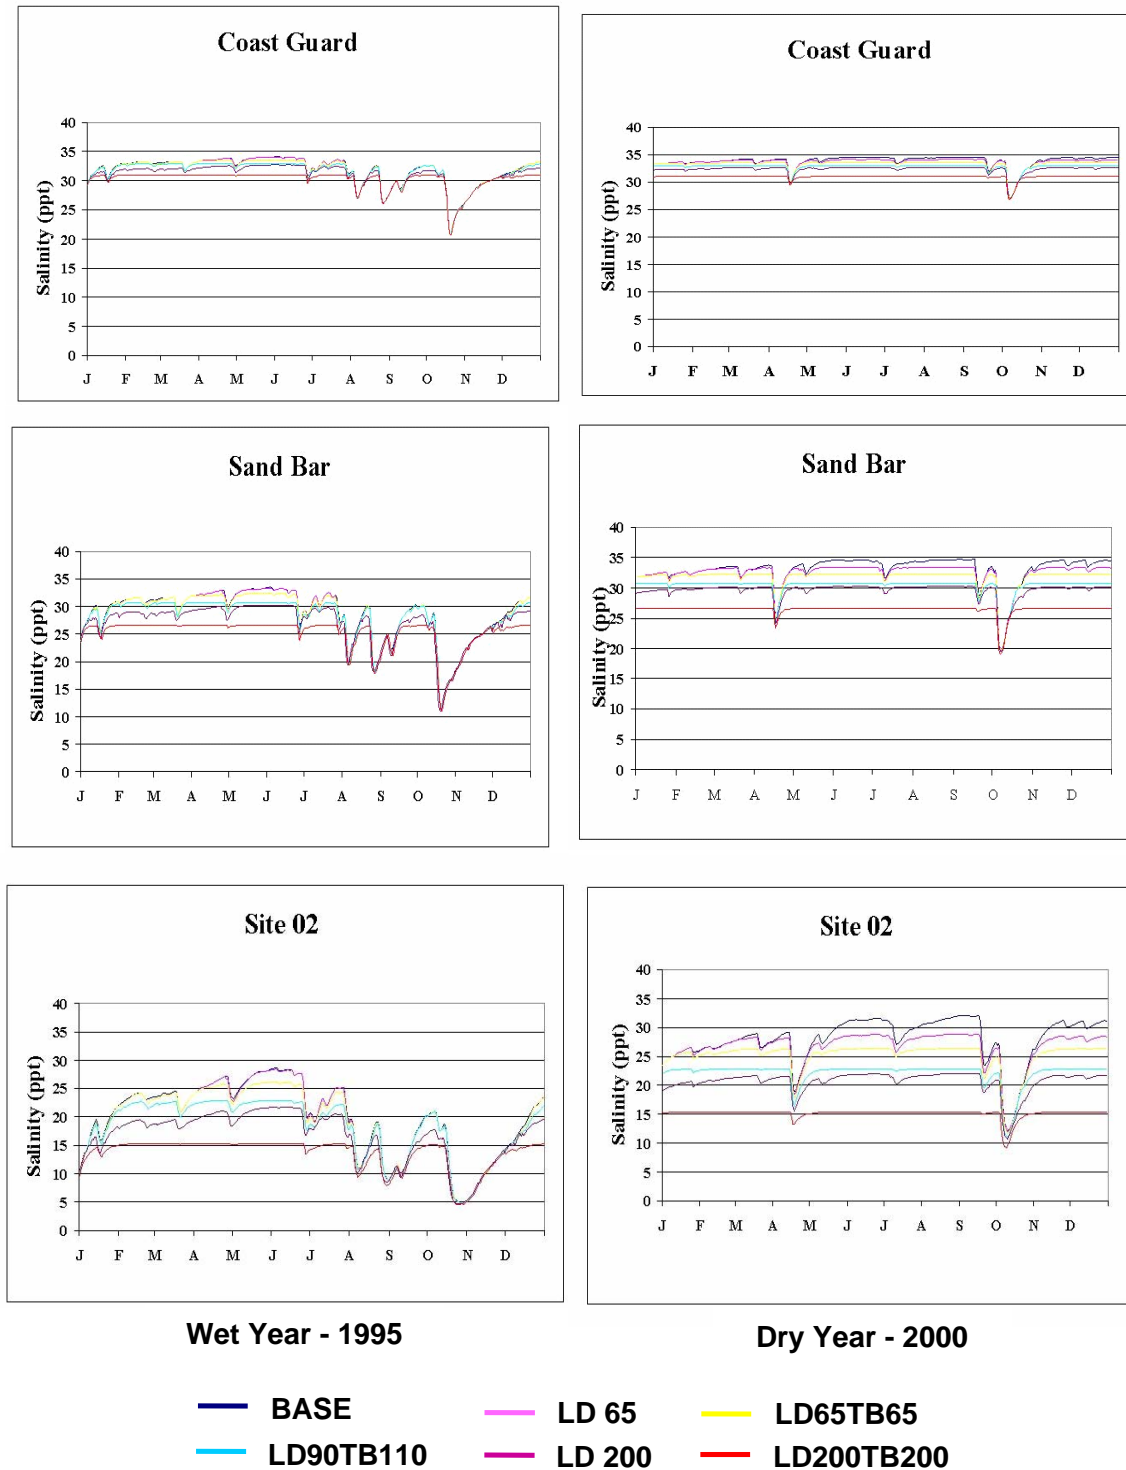 Coast Guard
Salinity (ppt)
40
35
30
25
20
15
10
5
0
J F M A M J J A S O N D
Coast Guard
Salinity (ppt)
40
35
30
25
20
15
10
5
0
J F M A M J J A S O N D
Sand Bar
Salinity (ppt)
40
35
30
25
20
15
10
5
0
J F M A M J J A S O N D
Sand Bar
Salinity (ppt)
40
35
30
25
20
15
10
5
0
J F M A M J J A S O N D
Site 02
Salinity (ppt)
40
35
30
25
20
15
10
5
0
J F M A M J J A S O N D
Site 02
Salinity (ppt)
40
35
30
25
20
15
10
5
0
J F M A M J J A S O N D
Wet Year - 1995
Dry Year - 2000
BASE LD 65 LD65TB65
LD90TB110 LD 200 LD200TB200